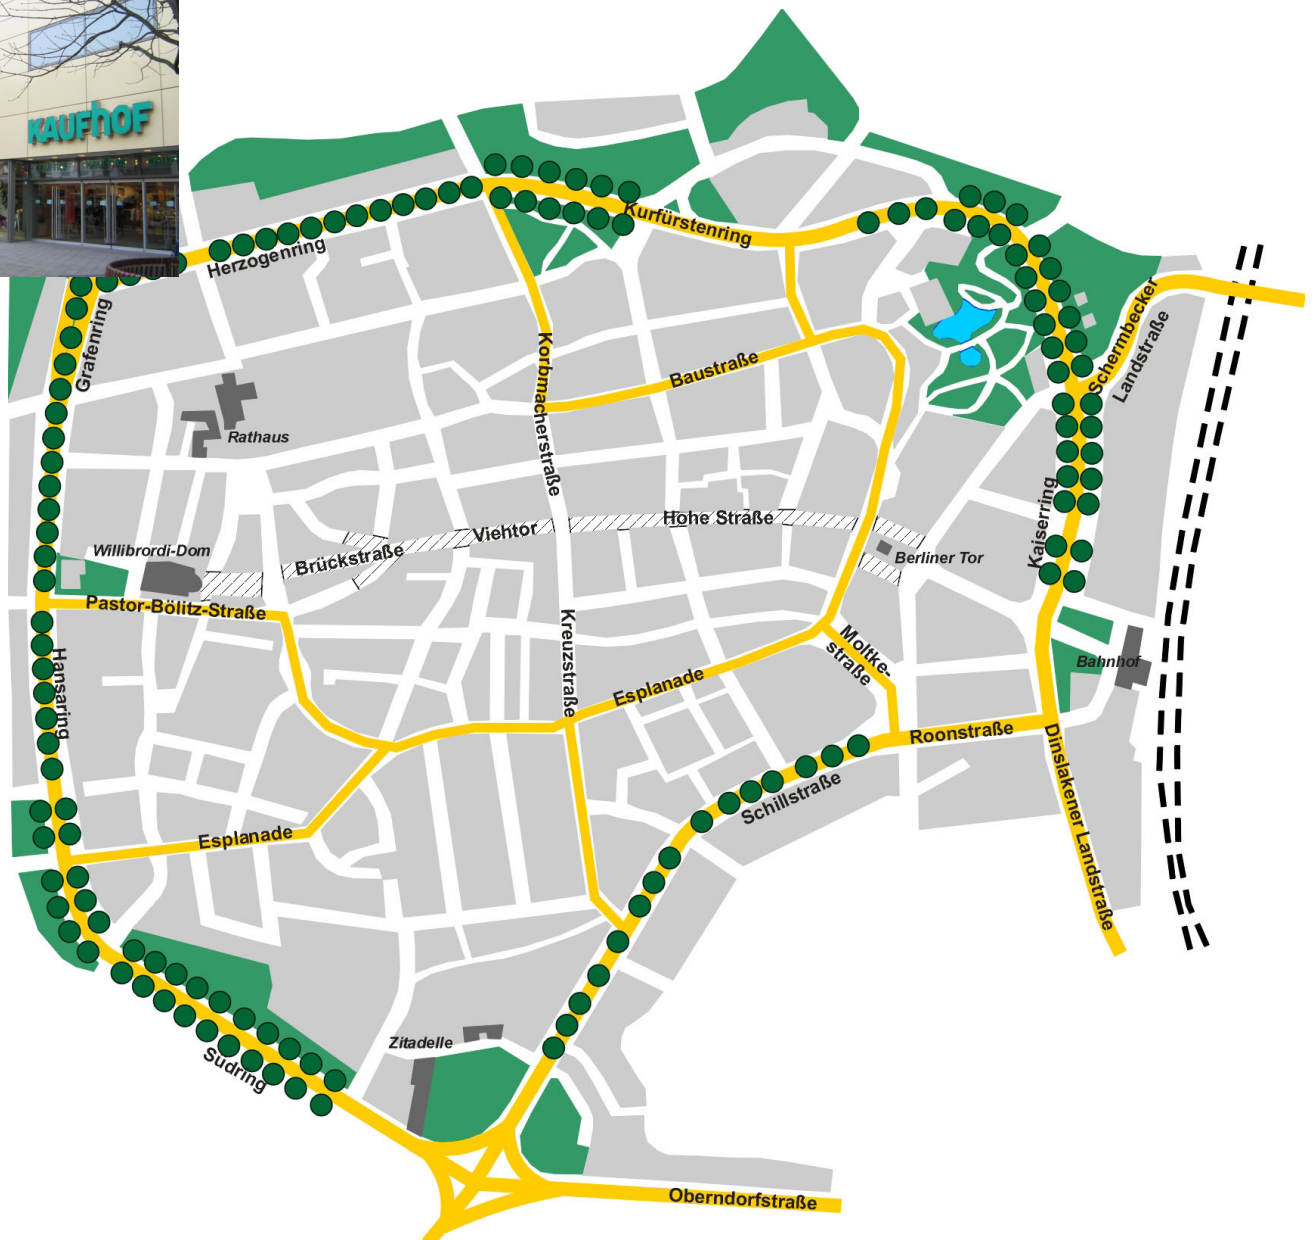 KAUFHOF
Kurfürstenring
Herzogenring
Grafenring
Schermbecker
Landstraße
Korbmacherstraße
Baustraße
Rathaus
Hohe Straße
Viehtor
Brückstraße
Kaiserring
Willibrordi-Dom
Berliner Tor
Pastor-Bölitz-Straße
Kreuzstraße
Moltke-
straße
Hansaring
Bahnhof
Esplanade
Roonstraße
Dinslakener Landstraße
Schillstraße
Esplanade
Zitadelle
Südring
Oberndorfstraße